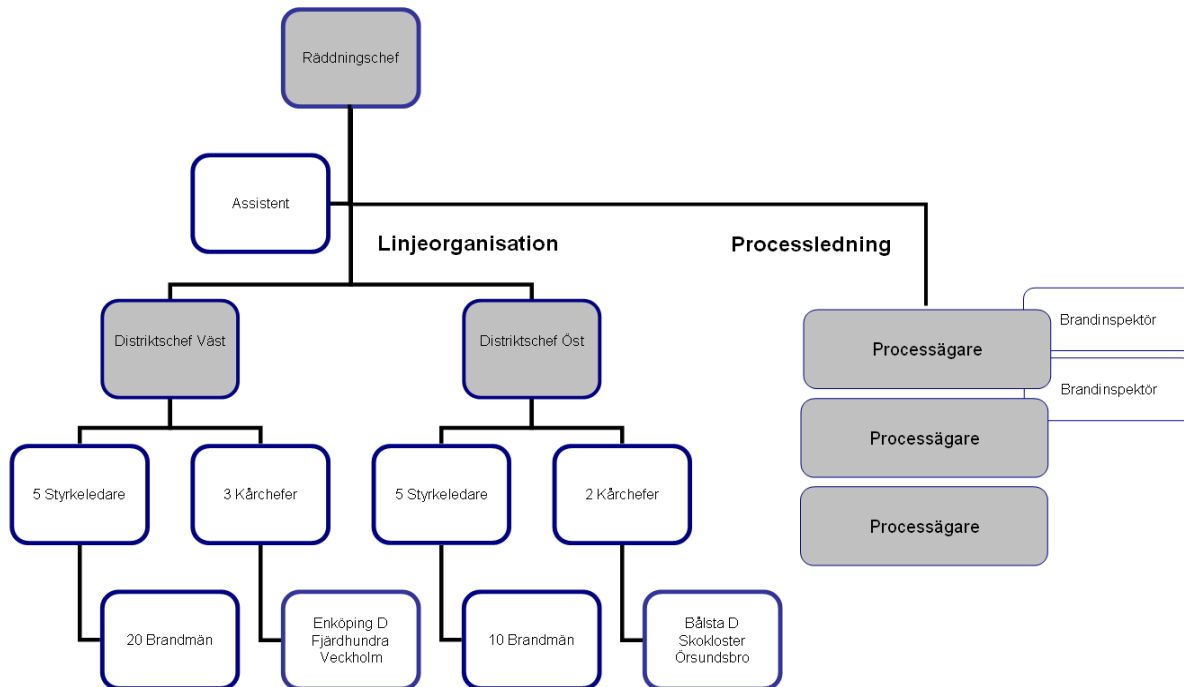 Räddningschef
Assistent
Linjeorganisation
Processledning
Distriktschef Väst
Distriktschef Öst
Processägare
Brandinspektör
Brandinspektör
Processägare
Processägare
5 Styrkeledare
3 Kårchefer
5 Styrkeledare
2 Kårchefer
20 Brandmän
Enköping D
Fjärdhundra
Veckholm
10 Brandmän
Bålsta D
Skokloster
Örsundsbro